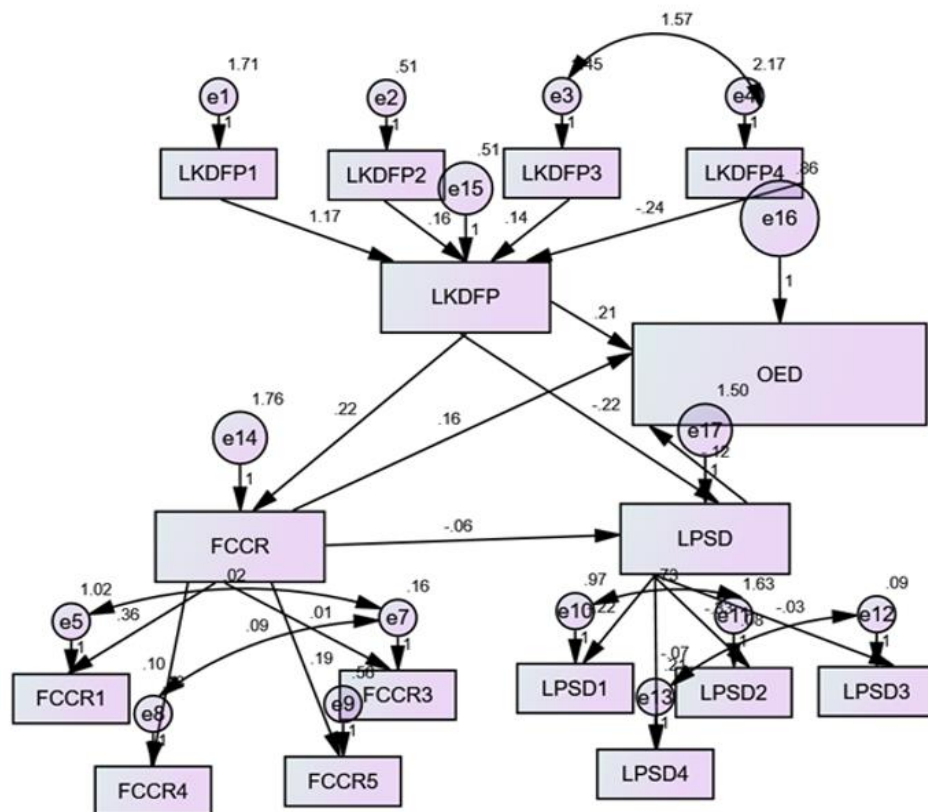 1.57
1.71
.51
2.17
e1
e2
e3
e4
1
1
1
1
LKDFP1
LKDFP2
LKDFP3
LKDFP4
.51
e15
.86
e16
1.17
.16
.14
-.24
1
1
LKDFP
.21
OED
1.76
e14
1
.22
.16
-.22
1.50
e17
-.12
1
FCCR
-.06
LPSD
.02
1.02
.16
.97
1.63
.09
e5
.36
.09
.01
e7
e10
e11
-.03
e12
1
1
1
1
1
FCCR1
.10
.19
FCCR3
LPSD1
-.07
LPSD2
LPSD3
e8
e9
e13
1
1
1
FCCR4
FCCR5
LPSD4